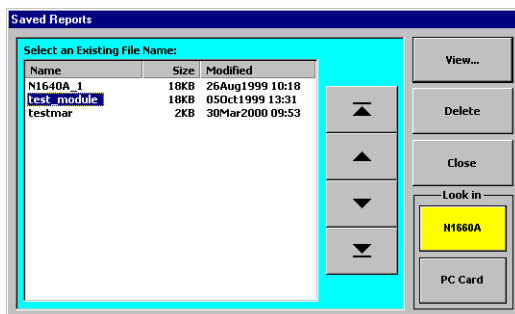 Saved Reports
Select an Existing File Name:
Name Size Modified
N1640A_1 18KB 26Aug1999 10:18
test_module 18KB 05Oct1999 13:31
testmar 2KB 30Mar2000 09:53
View...
Delete
Close
Look in
N1660A
PC Card